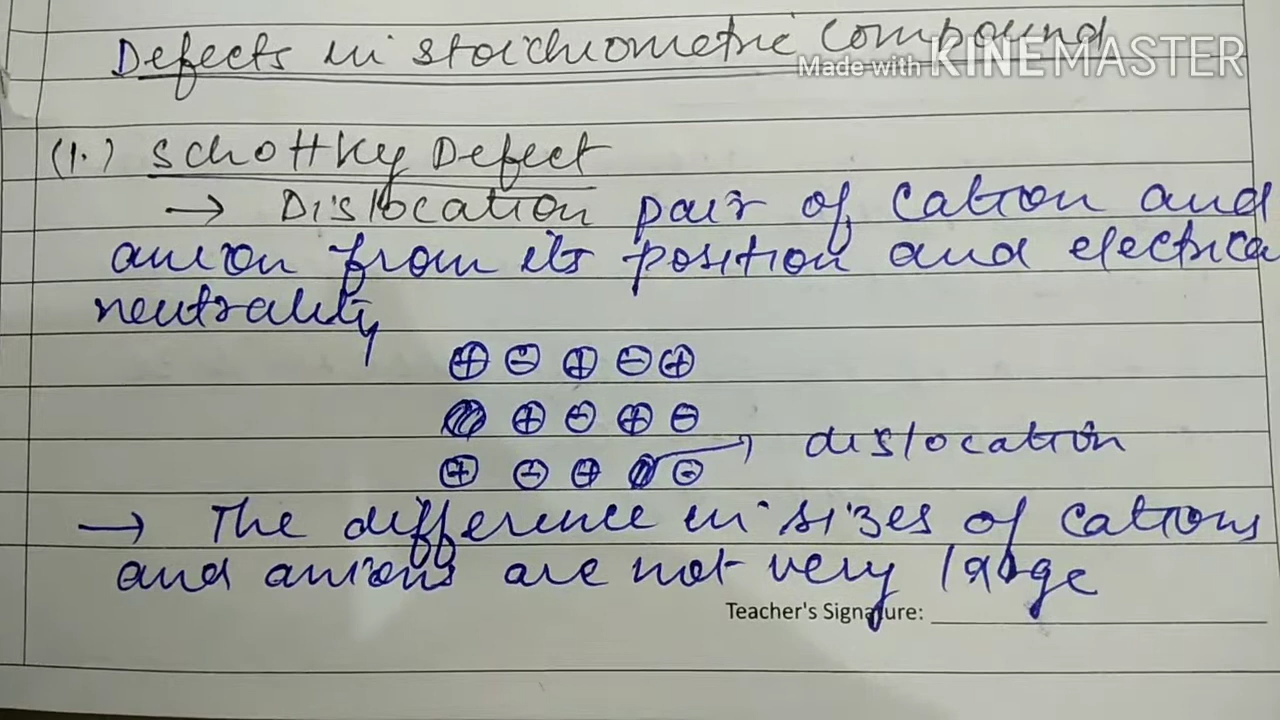 Defects in stoichiometric compound
Made with KINEMASTER
(1.) Schottky Defect
→ Dislocation pair of cation and
anion from its position and electrica
neutrality
⊕ ⊖ ⊕ ⊖ ⊕
⊕ ⊖ ⊕ ⊖
⊕ ⊖ ⊕ ⊖ → dislocation
→ The difference in sizes of cations
and anions are not very large
Teacher's Signature: